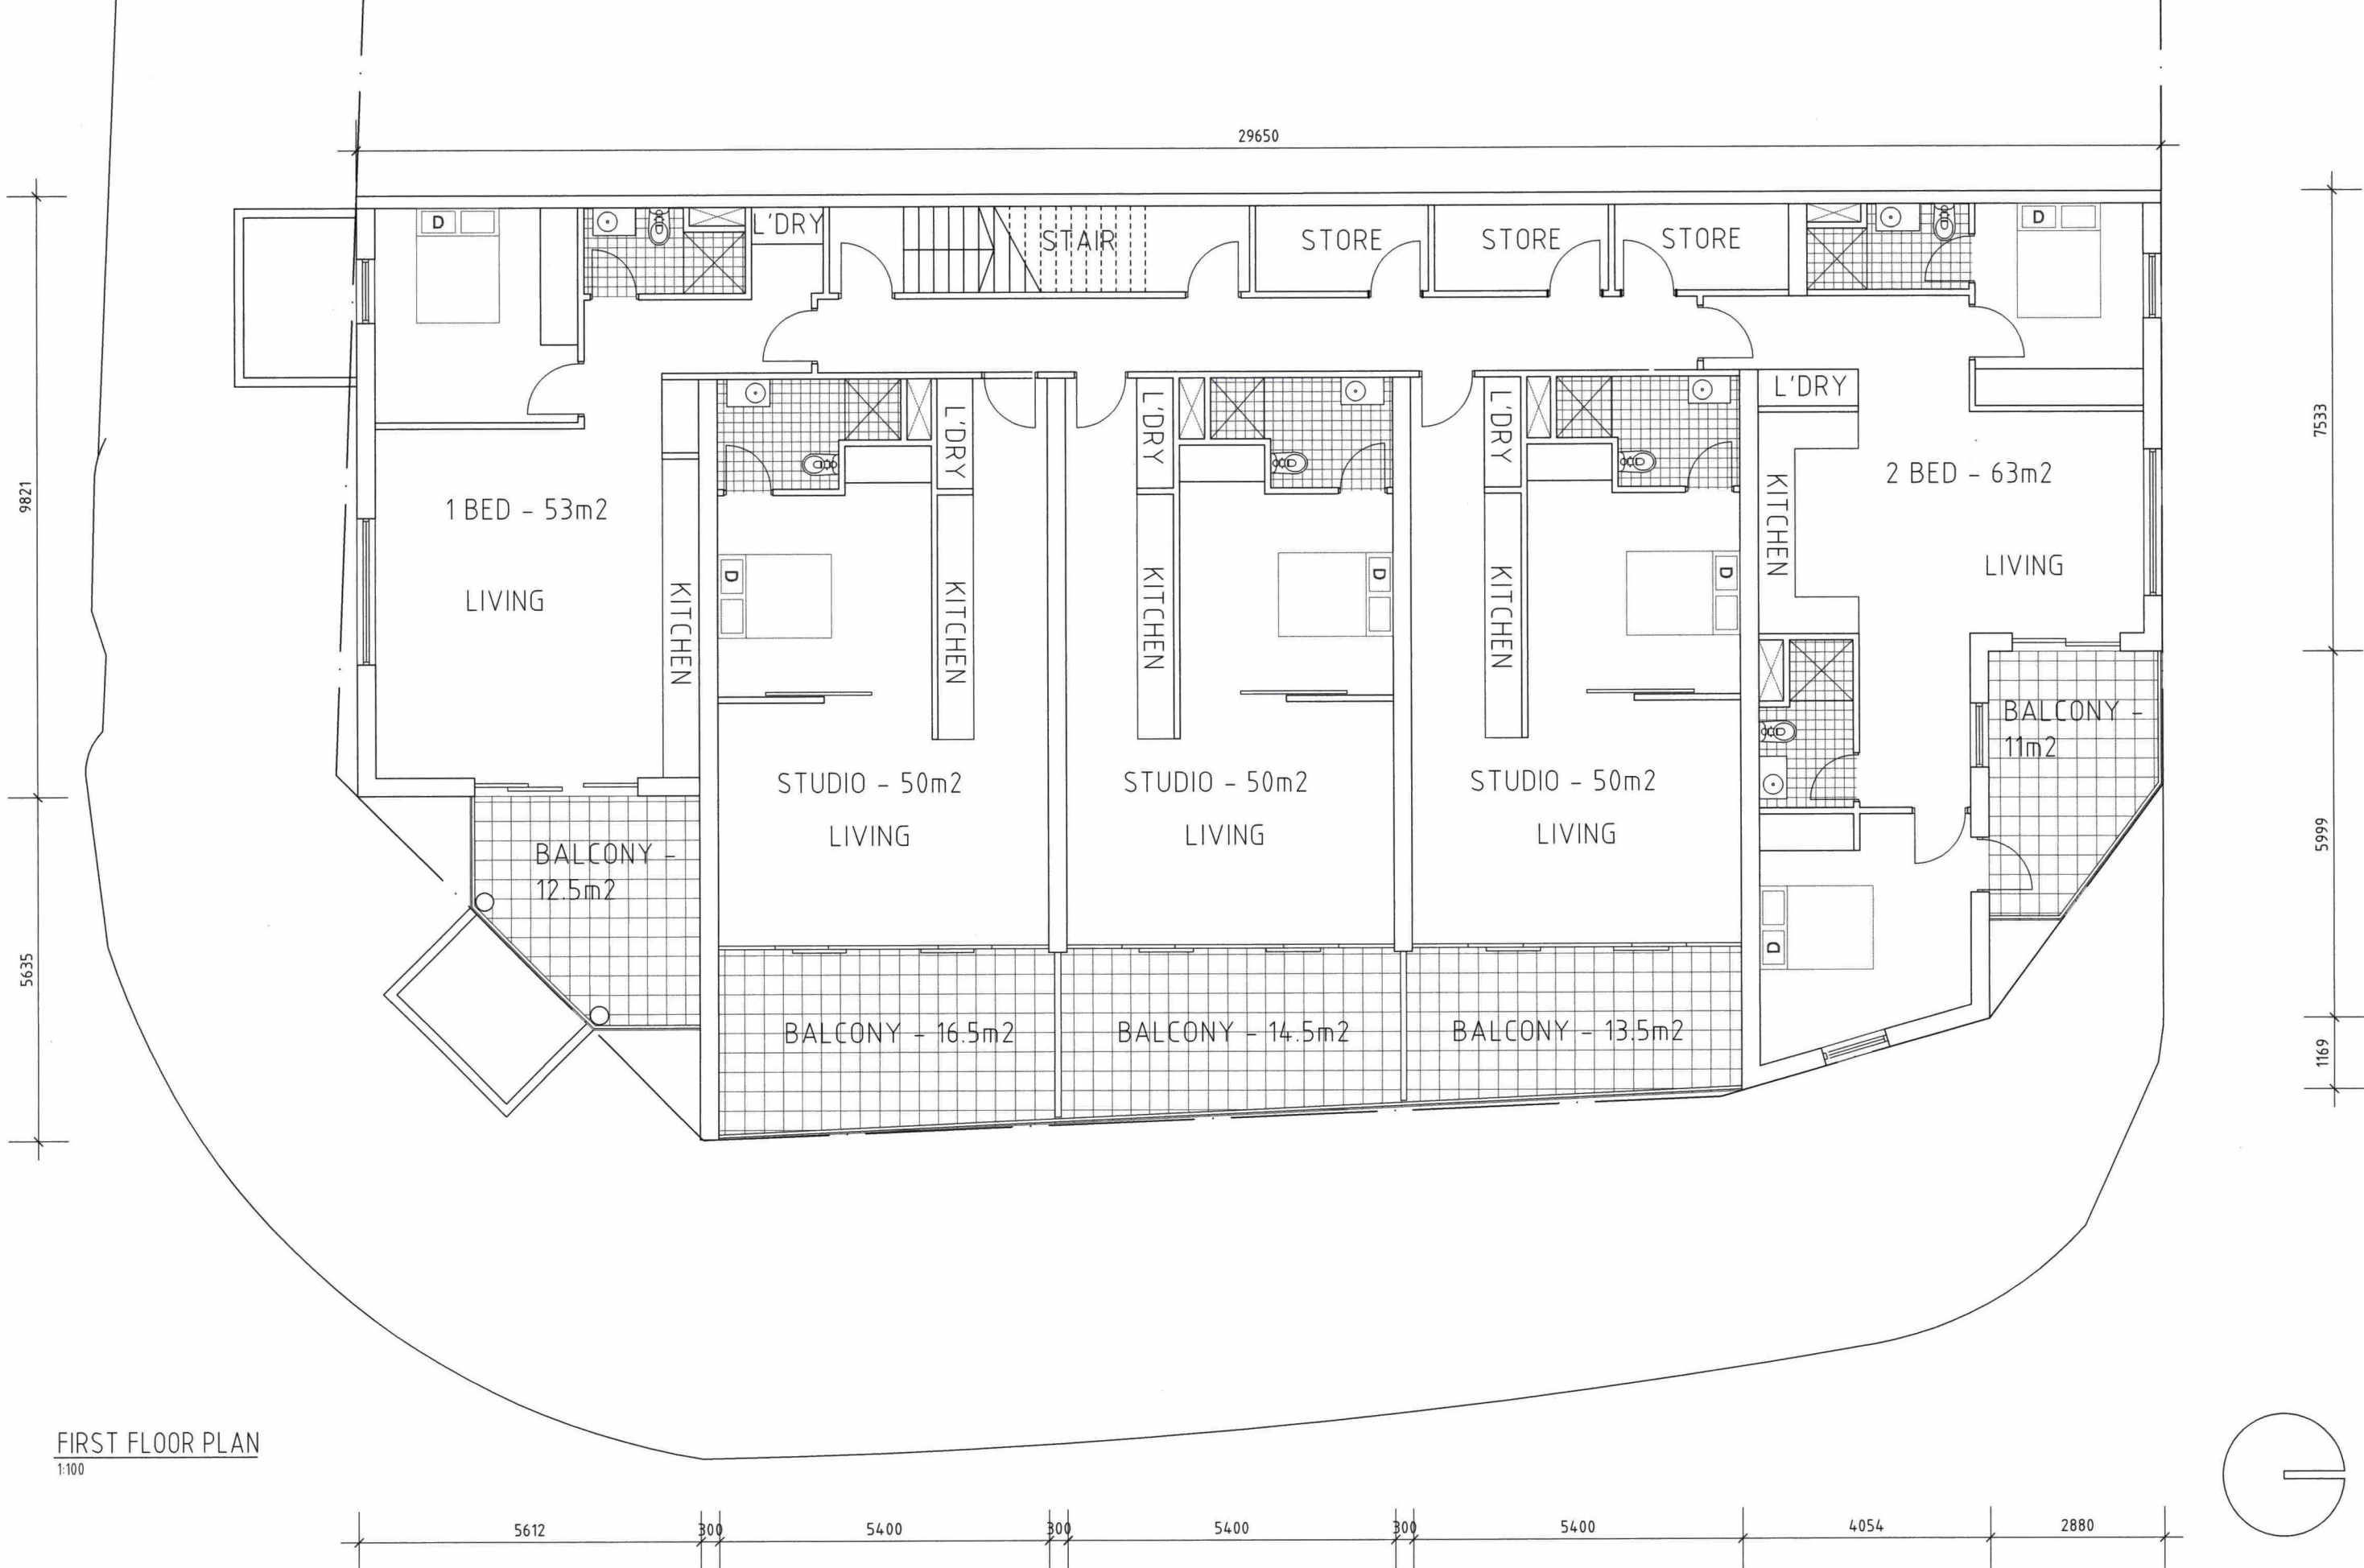 29650
D
L'DRY
STAIR
STORE
STORE
STORE
D
9821
7533
L'DRY
L'DRY
L'DRY
L'DRY
1 BED - 53m2
2 BED - 63m2
LIVING
LIVING
KITCHEN
D
KITCHEN
KITCHEN
D
KITCHEN
D
KITCHEN
BALCONY -
11m2
STUDIO - 50m2
LIVING
STUDIO - 50m2
LIVING
STUDIO - 50m2
LIVING
BALCONY -
12.5m2
5999
D
5635
BALCONY - 16.5m2
BALCONY - 14.5m2
BALCONY - 13.5m2
1169
FIRST FLOOR PLAN
1:100
5612
300
5400
300
5400
300
5400
4054
2880